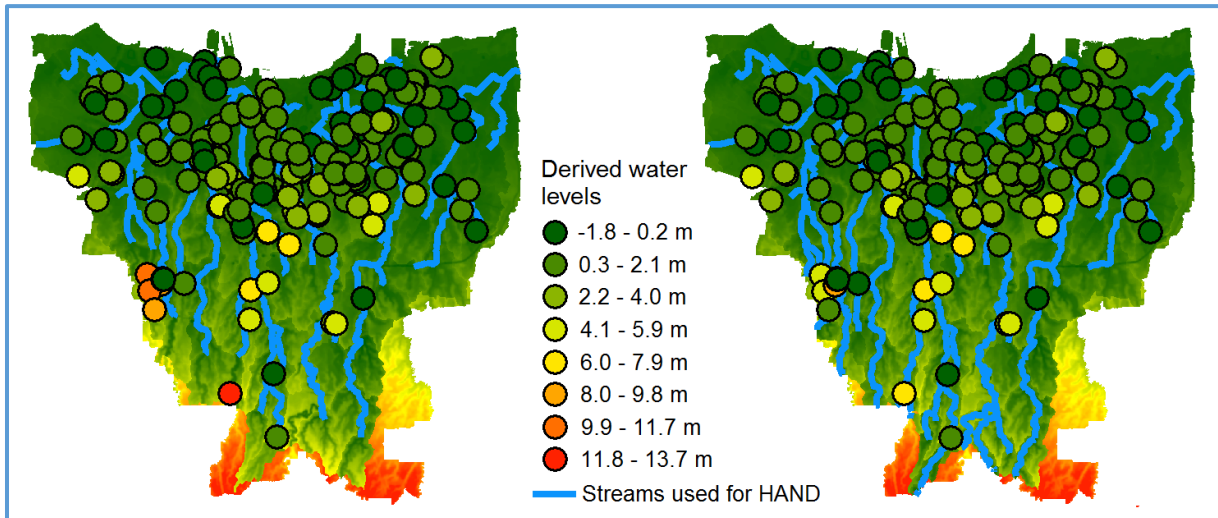 Derived water
levels
-1.8 - 0.2 m
0.3 - 2.1 m
2.2 - 4.0 m
4.1 - 5.9 m
6.0 - 7.9 m
8.0 - 9.8 m
9.9 - 11.7 m
11.8 - 13.7 m
Streams used for HAND